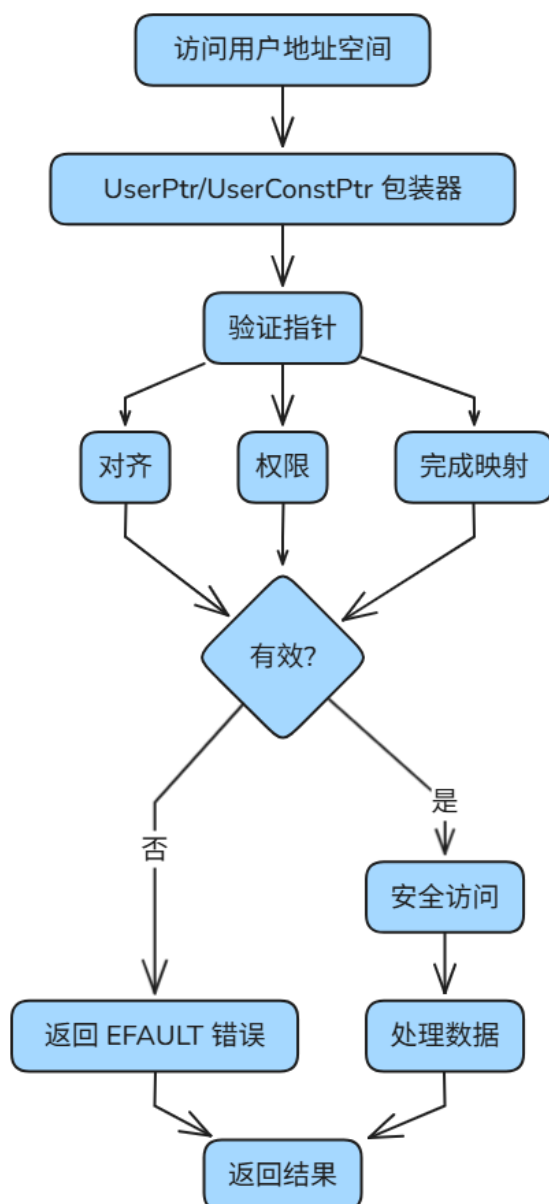 访问用户地址空间
UserPtr/UserConstPtr 包装器
验证指针
对齐
权限
完成映射
有效?
是
否
安全访问
返回 EFAULT 错误
处理数据
返回结果